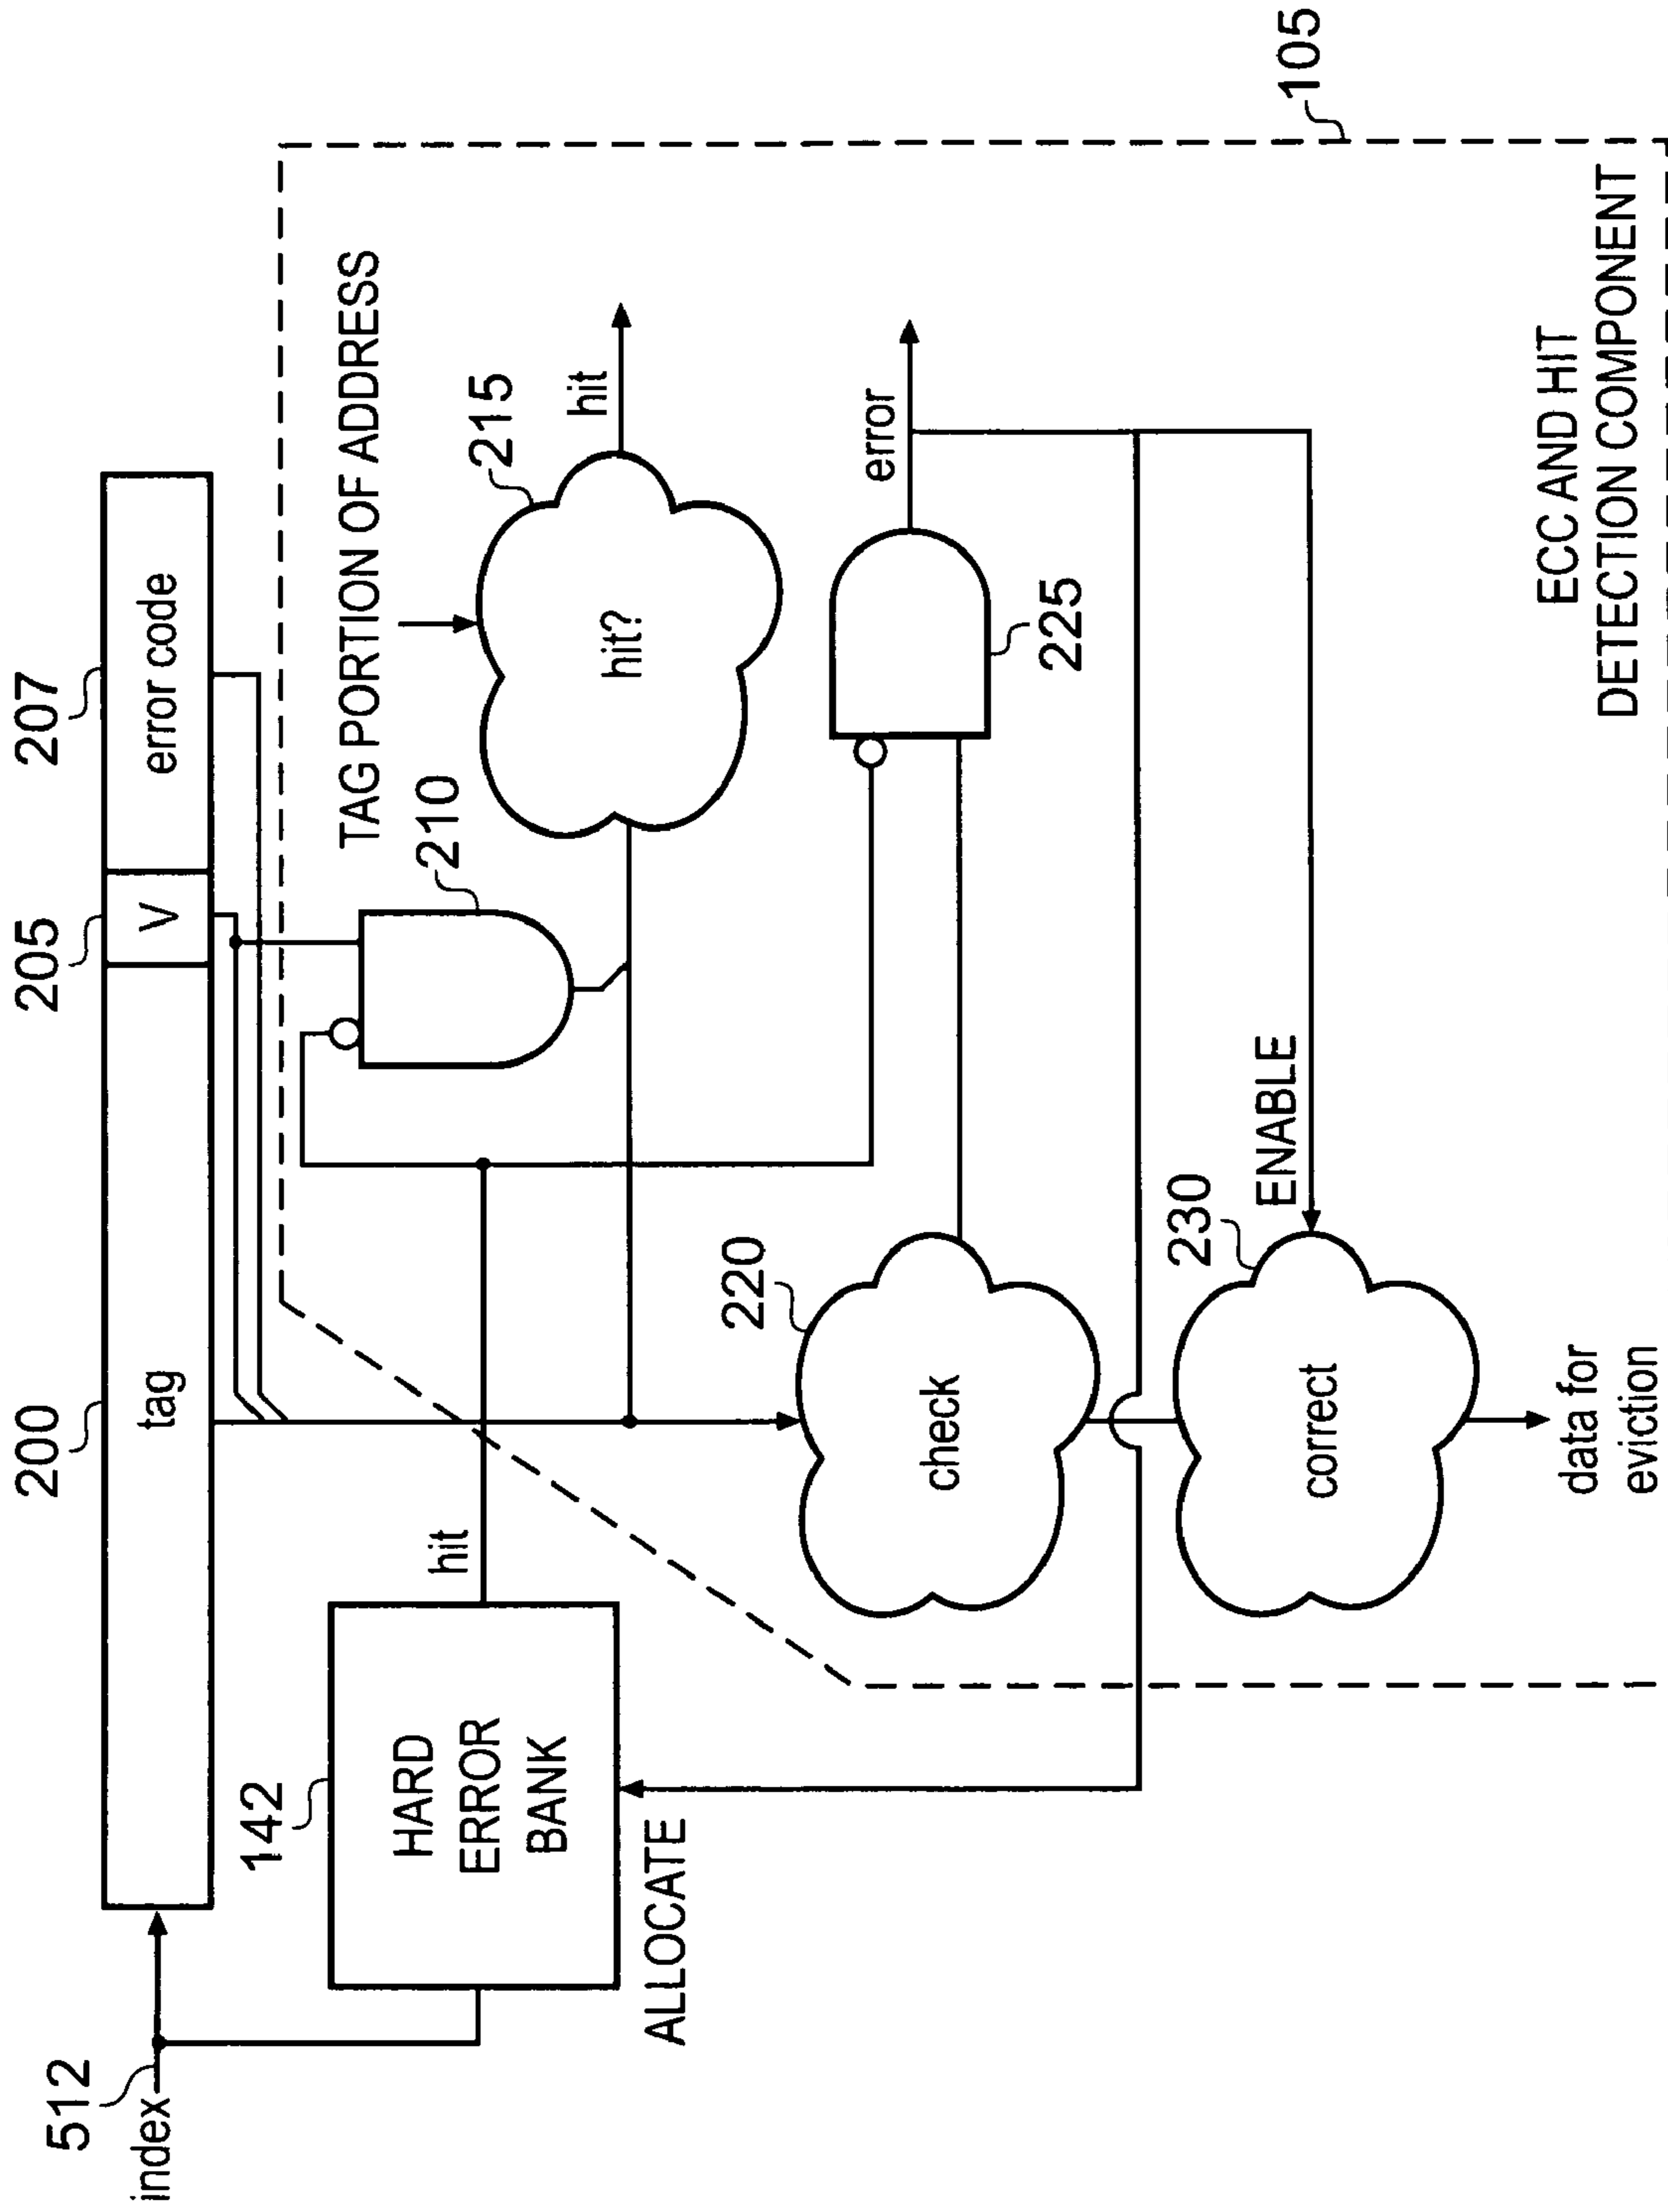 200
205
207
tag
V
error code
512
index
142
HARD
ERROR
BANK
hit
ALLOCATE
210
TAG PORTION OF ADDRESS
215
hit?
hit
220
check
225
error
230
correct
ENABLE
data for
eviction
ECC AND HIT
DETECTION COMPONENT
105